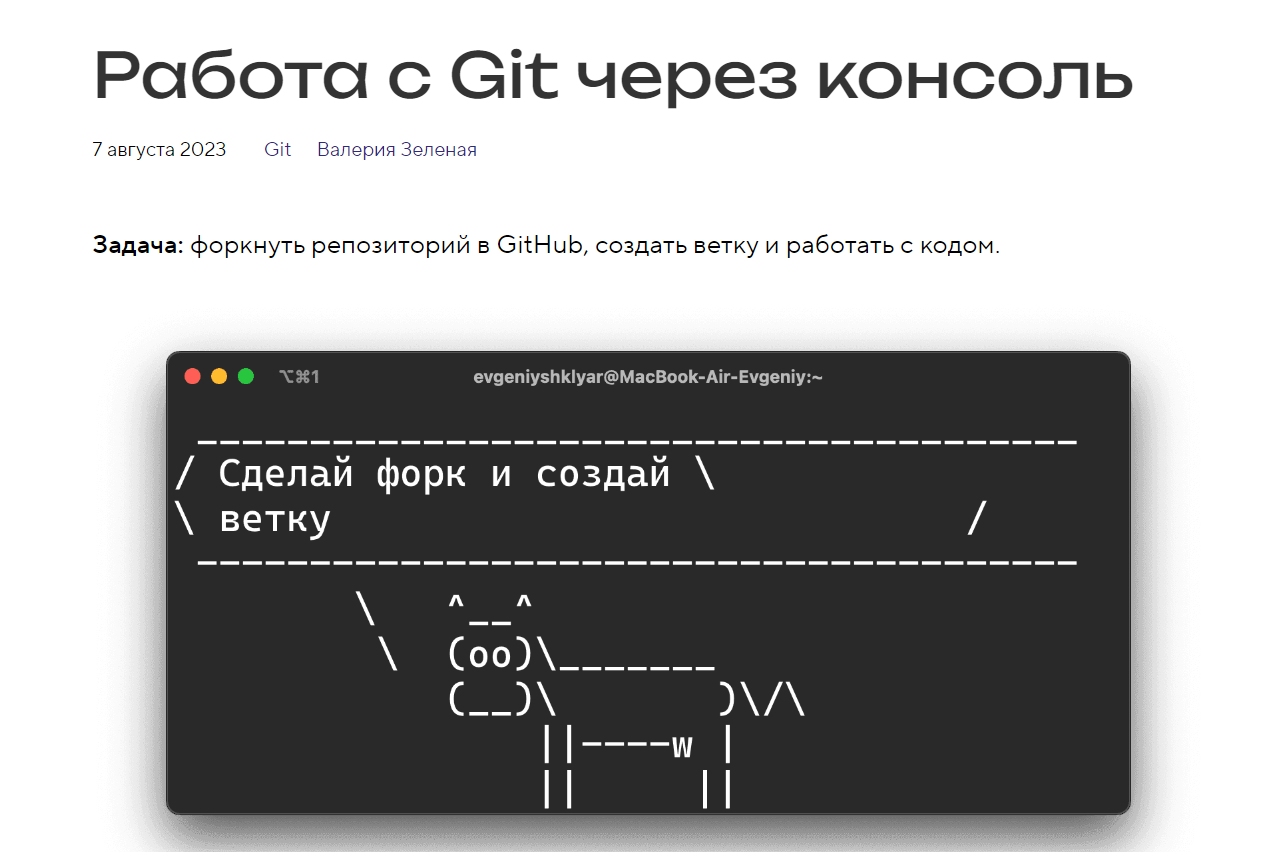 Работа с Git через консоль
7 августа 2023 Git Валерия Зеленая
Задача: форкнуть репозиторий в GitHub, создать ветку и работать с кодом.
⌥⌘1 evgeniyshklyar@MacBook-Air-Evgeniy:~
_______________________________________
/ Сделай форк и создай \
\ ветку /
---------------------------------------
\ ^__^
\ (oo)\_______
(__)\ )\/\
||----w |
|| ||